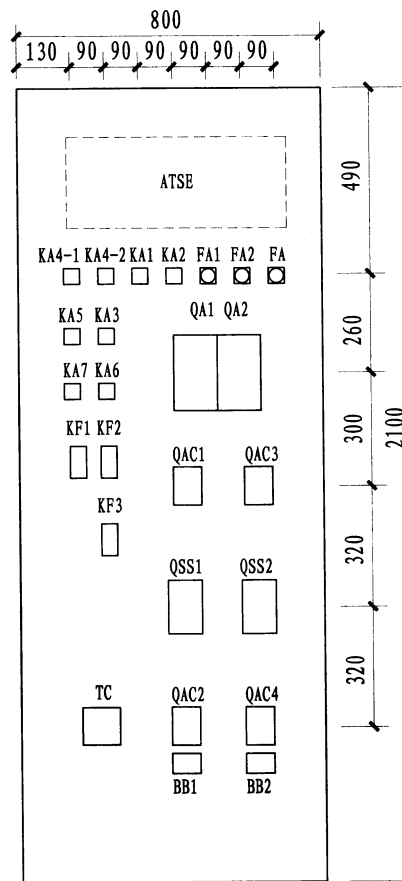 800
130 90 90 90 90 90 90
490
ATSE
KA4-1 KA4-2 KA1 KA2 FA1 FA2 FA
KA5 KA3
QA1 QA2
260
KA7 KA6
300
2100
KF1 KF2
QAC1 QAC3
KF3
320
QSS1 QSS2
320
TC
QAC2 QAC4
BB1 BB2